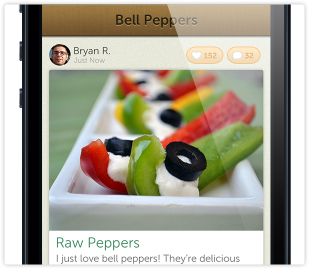 Bell Peppers
Bryan R.
Just Now
152
32
Raw Peppers
I just love bell peppers! They're delicious